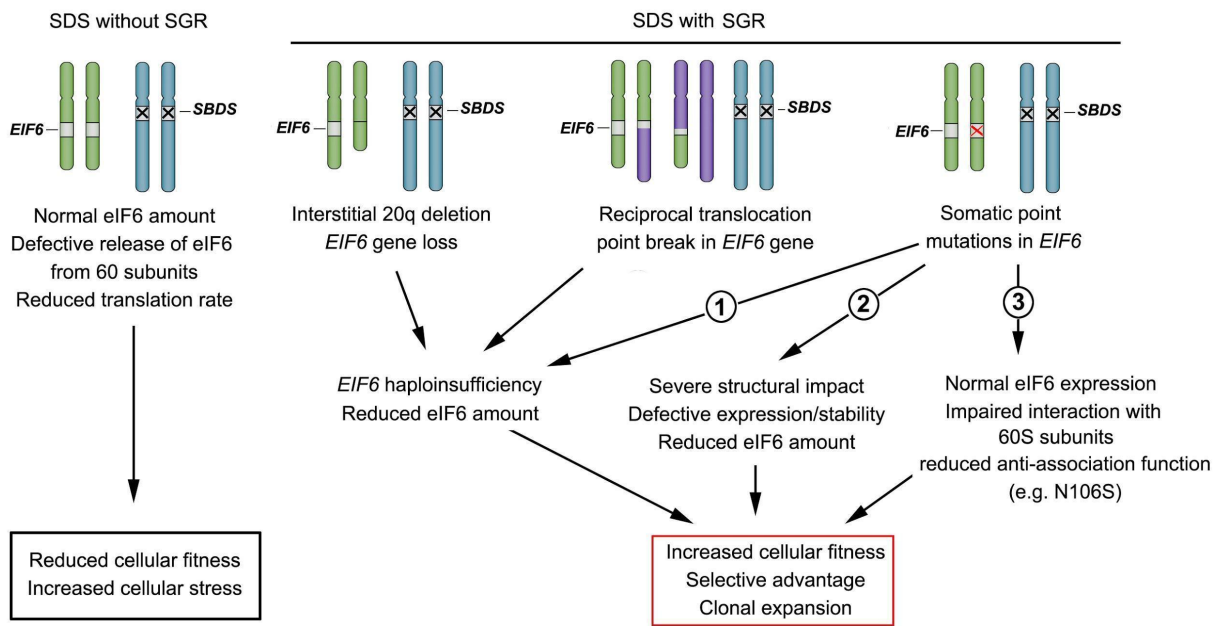 SDS without SGR
SDS with SGR
EIF6
SBDS
EIF6
SBDS
EIF6
SBDS
EIF6
SBDS
Normal eIF6 amount
Defective release of eIF6
from 60 subunits
Reduced translation rate
Interstitial 20q deletion
EIF6 gene loss
Reciprocal translocation
point break in EIF6 gene
Somatic point
mutations in EIF6
1
2
3
EIF6 haploinsufficiency
Reduced eIF6 amount
Severe structural impact
Defective expression/stability
Reduced eIF6 amount
Normal eIF6 expression
Impaired interaction with
60S subunits
reduced anti-association function
(e.g. N106S)
Reduced cellular fitness
Increased cellular stress
Increased cellular fitness
Selective advantage
Clonal expansion